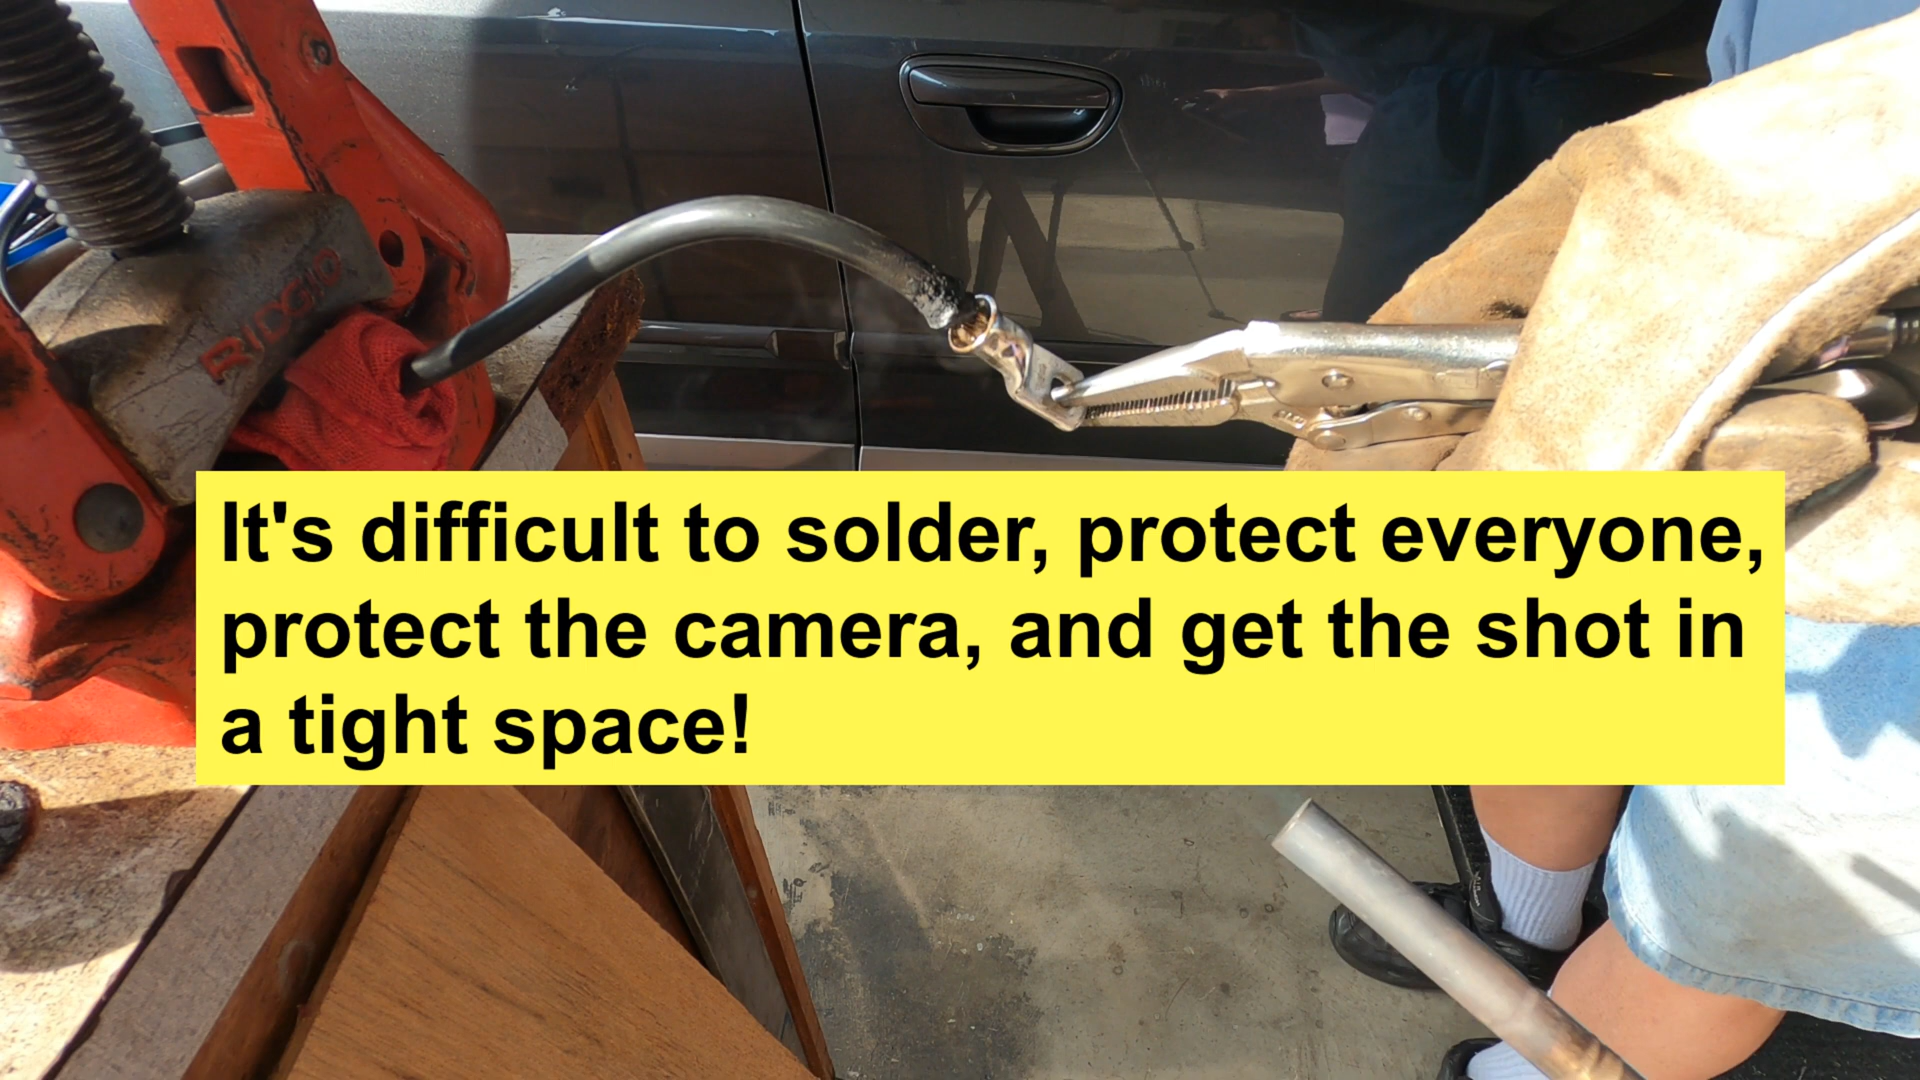 RIDGID
It's difficult to solder, protect everyone,
protect the camera, and get the shot in
a tight space!